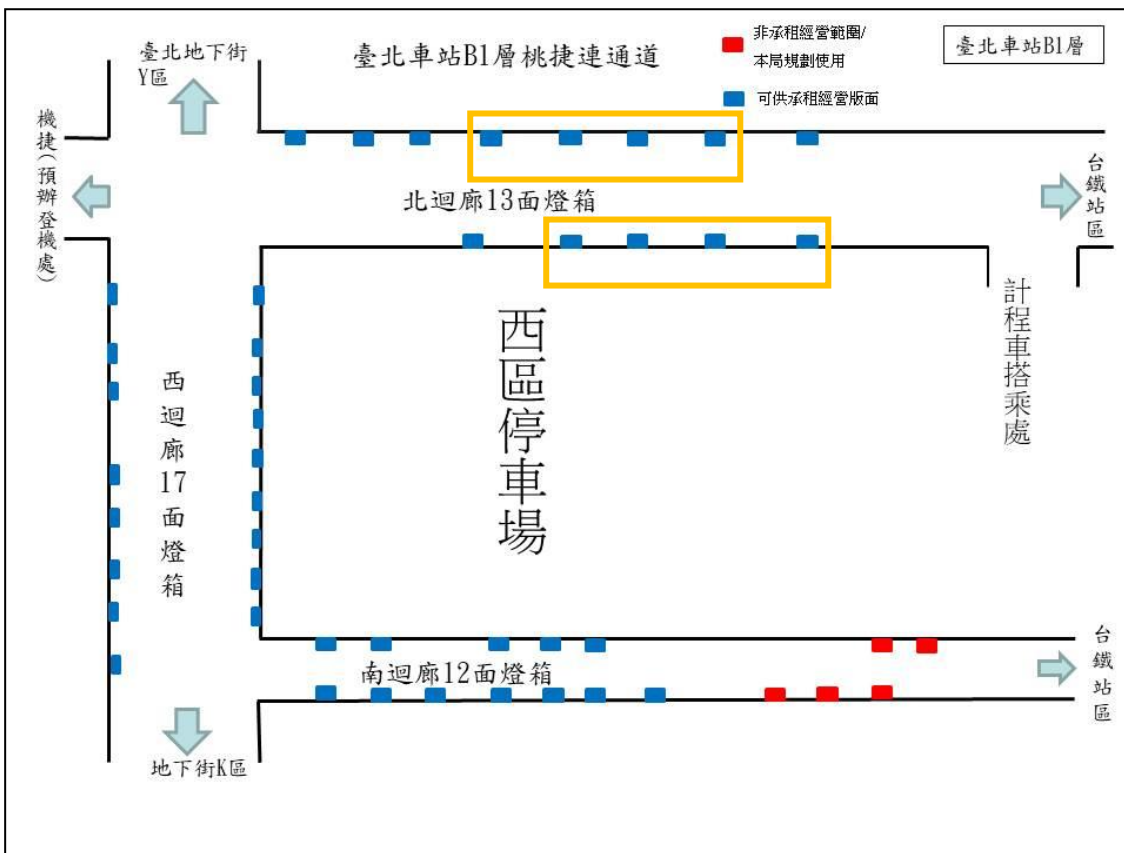 臺北地下街
Y區
臺北車站B1層桃捷連通道
非承租經營範圍/
本局規劃使用
可供承租經營版面
臺北車站B1層
機捷(預辦登機處)
北迴廊13面燈箱
台鐵站區
計程車搭乘處
西區停車場
西迴廊17面燈箱
南迴廊12面燈箱
台鐵站區
地下街K區